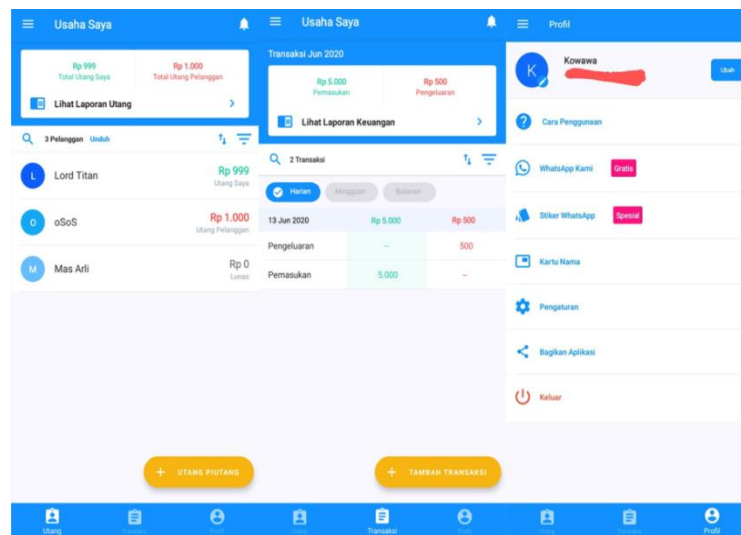 Usaha Saya
Rp 999
Total Utang Saya
Rp 1.000
Total Utang Pelanggan
Lihat Laporan Utang
3 Pelanggan Unduh
L
Lord Titan
Rp 999
Utang Saya
O
oSoS
Rp 1.000
Utang Pelanggan
M
Mas Arli
Rp 0
Lunas
+ UTANG PIUTANG
Utang
Transaksi
Profil
Usaha Saya
Transaksi Jun 2020
Rp 5.000
Pemasukan
Rp 500
Pengeluaran
Lihat Laporan Keuangan
2 Transaksi
Harian
Mingguan
Bulanan
13 Jun 2020 Rp 5.000 Rp 500
Pengeluaran – 500
Pemasukan 5.000 –
+ TAMBAH TRANSAKSI
Utang
Transaksi
Profil
Profil
K
Kowawa
Ubah
Cara Penggunaan
WhatsApp Kami Gratis
Stiker WhatsApp Spesial
Kartu Nama
Pengaturan
Bagikan Aplikasi
Keluar
Utang
Transaksi
Profil